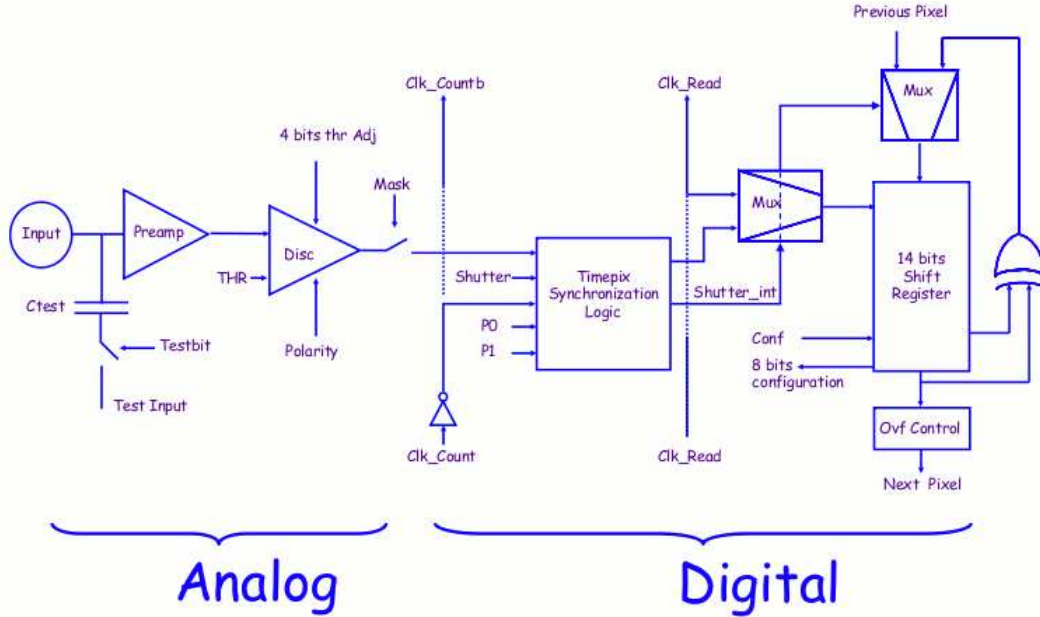 Previous Pixel
Clk_Countb
Clk_Read
Mux
4 bits thr Adj
Mask
Mux
Input
Preamp
Disc
14 bits
Shift
Register
THR
Shutter
Timepix
Synchronization
Logic
Shutter_int
Ctest
P0
Conf
Testbit
Polarity
P1
8 bits
configuration
Test Input
Ovf Control
Clk_Count
Clk_Read
Next Pixel
Analog
Digital